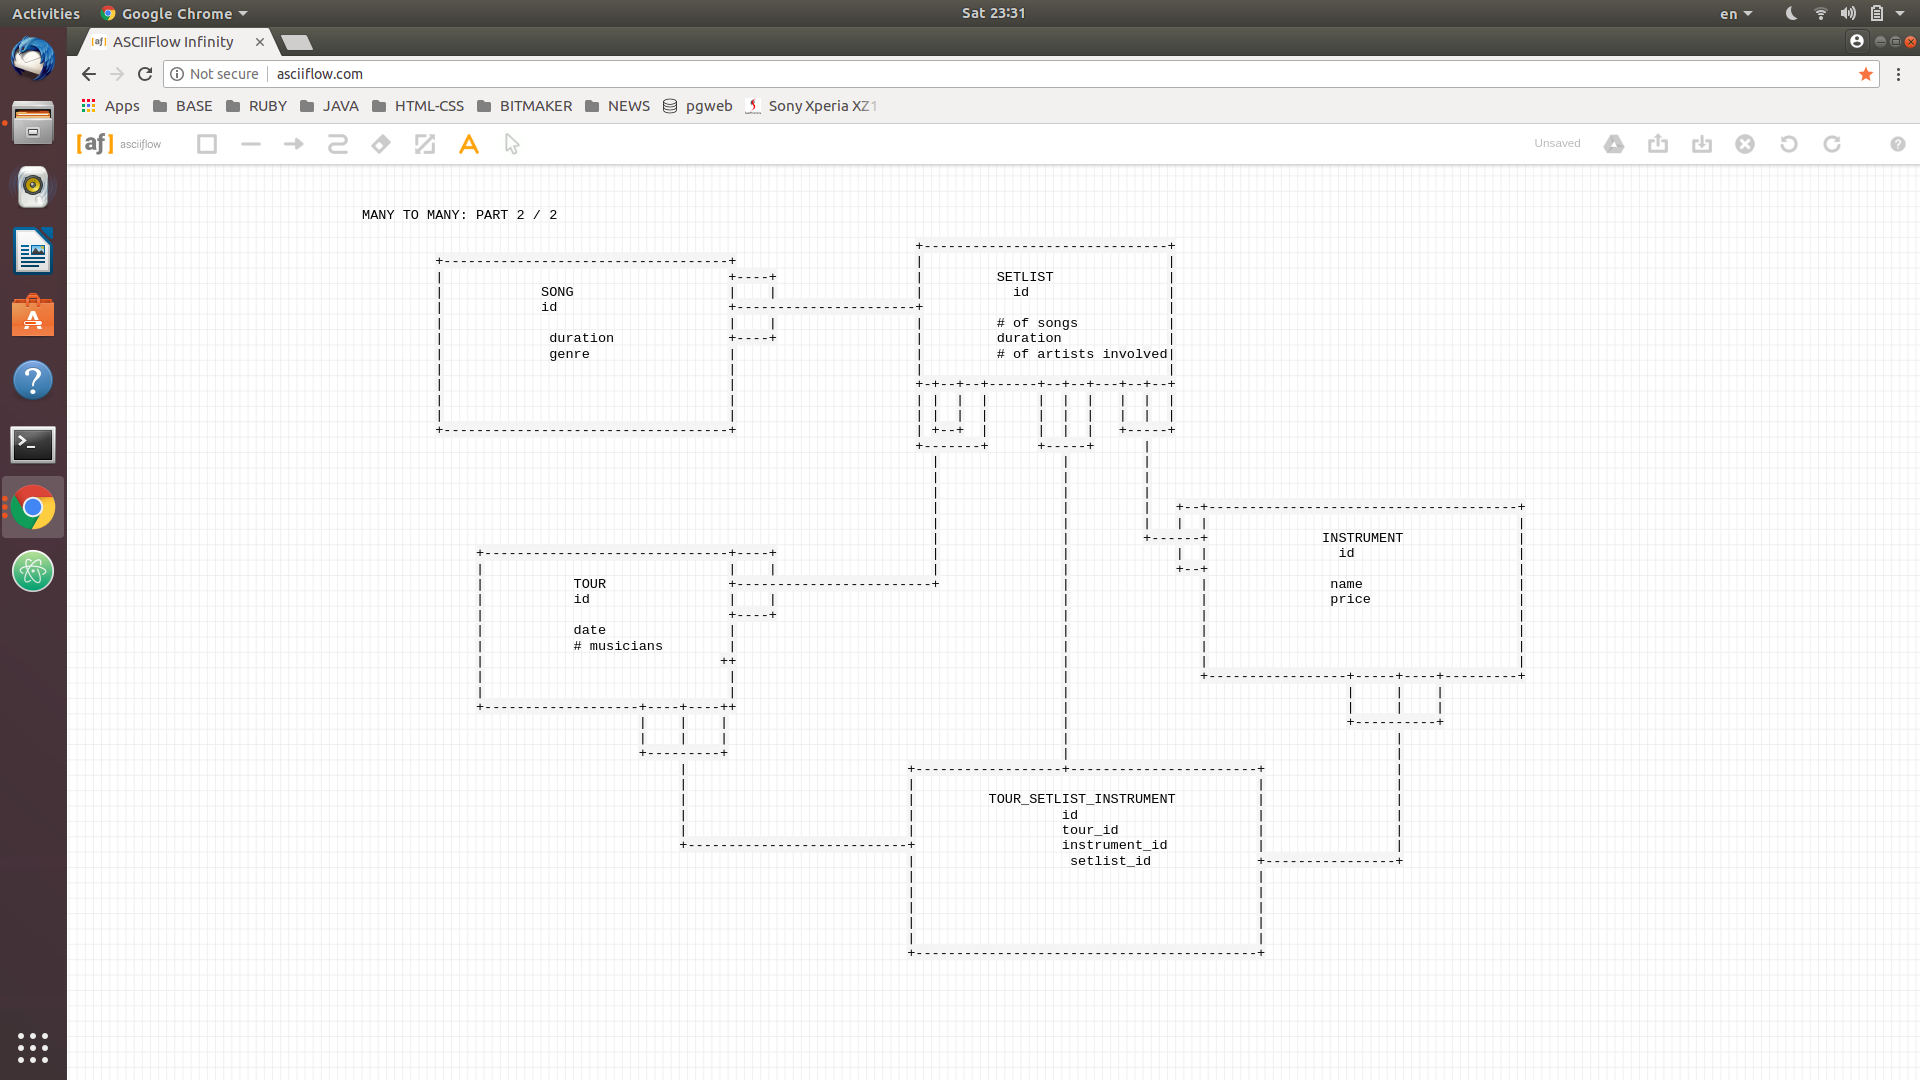 Activities Google Chrome Sat 23:31 en
[af] ASCIIFlow Infinity
Not secure asciiflow.com
Apps BASE RUBY JAVA HTML-CSS BITMAKER NEWS pgweb Sony Xperia XZ1
[af] asciiflow A Unsaved
MANY TO MANY: PART 2 / 2
SONG
id
duration
genre
SETLIST
id
# of songs
duration
# of artists involved
TOUR
id
date
# musicians
INSTRUMENT
id
name
price
TOUR_SETLIST_INSTRUMENT
id
tour_id
instrument_id
setlist_id